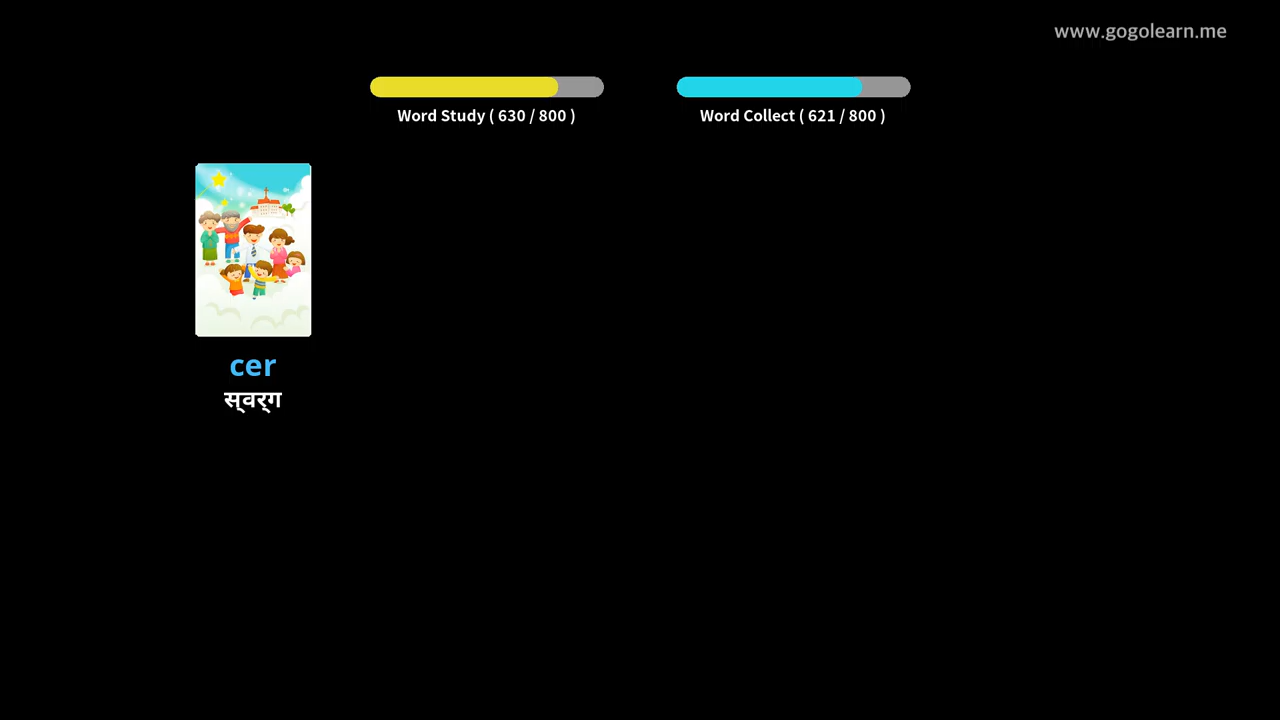 www.gogolearn.me
Word Study ( 630 / 800 )
Word Collect ( 621 / 800 )
cer
स्‌वर्‌ग